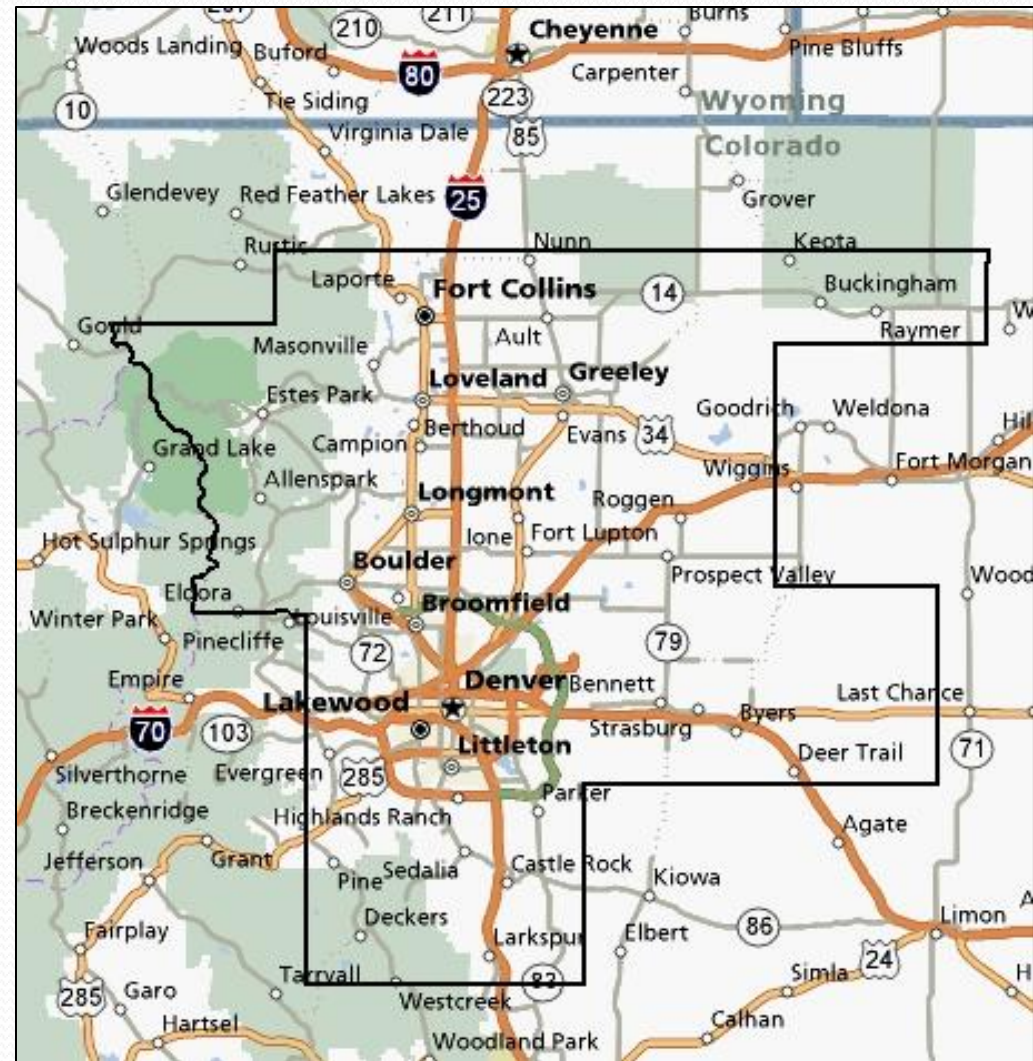 210
211
Burns
Woods Landing
Buford
Cheyenne
Pine Bluffs
80
Carpenter
10
Tie Siding
223
Wyoming
Virginia Dale
85
Colorado
Glendevey
Red Feather Lakes
25
Grover
Rustic
Nunn
Keota
Laporte
Fort Collins
14
Buckingham
Gould
Ault
Raymer
W
Masonville
Loveland
Greeley
Estes Park
Goodrich
Weldona
Campion
Berthoud
Evans
34
Hil
Grand Lake
Wiggins
Fort Morgan
Allenspark
Longmont
Roggen
Hot Sulphur Springs
Ione
Fort Lupton
Boulder
Prospect Valley
Wood
Eldora
Broomfield
Winter Park
Louisville
Pinecliffe
72
79
Empire
Denver
Bennett
Last Chance
Lakewood
70
103
Strasburg
Byers
Littleton
71
Silverthorne
Evergreen
285
Deer Trail
Breckenridge
Highlands Ranch
Parker
Agate
Jefferson
Grant
Pine
Sedalia
Castle Rock
Kiowa
A
Deckers
Limon
Fairplay
Larkspur
Elbert
86
24
Tarryall
83
Simla
H
285
Garo
Westcreek
Hartsel
Calhan
Woodland Park